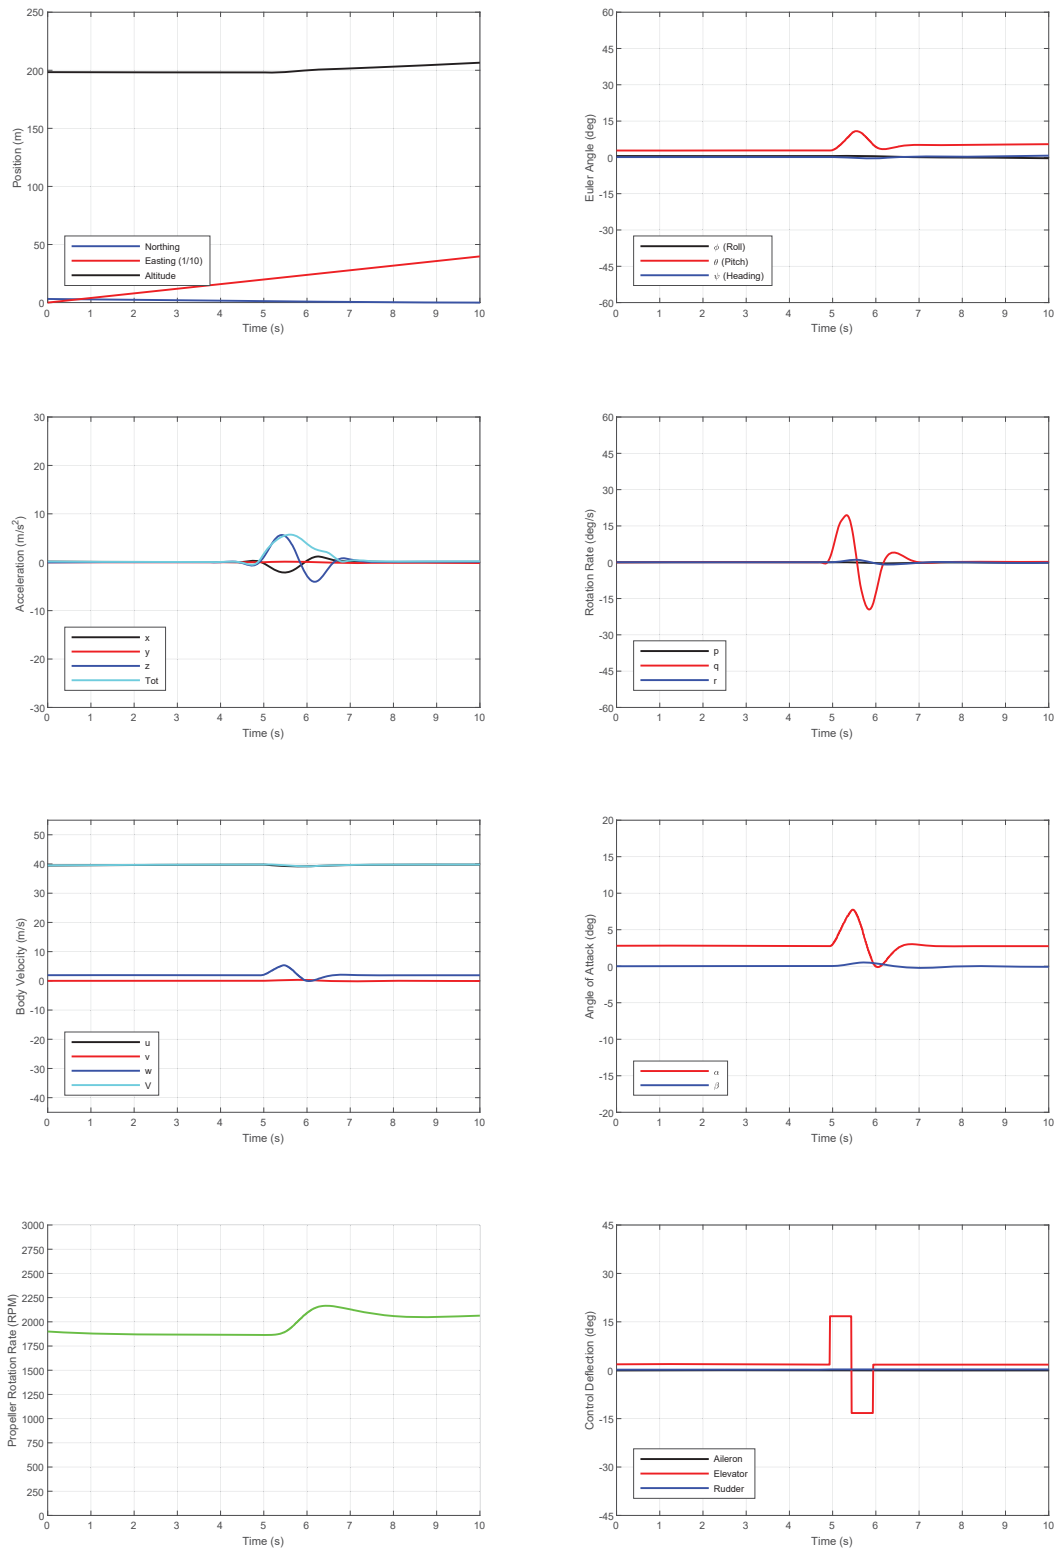 250
200
150
100
50
0
Position (m)
Northing
Easting (1/10)
Altitude
0 1 2 3 4 5 6 7 8 9 10
Time (s)
60
45
30
15
0
-15
-30
-45
-60
Euler Angle (deg)
ϕ (Roll)
θ (Pitch)
ψ (Heading)
0 1 2 3 4 5 6 7 8 9 10
Time (s)
30
20
10
0
-10
-20
-30
Acceleration (m/s²)
x
y
z
Tot
0 1 2 3 4 5 6 7 8 9 10
Time (s)
60
45
30
15
0
-15
-30
-45
-60
Rotation Rate (deg/s)
p
q
r
0 1 2 3 4 5 6 7 8 9 10
Time (s)
50
40
30
20
10
0
-10
-20
-30
-40
Body Velocity (m/s)
u
v
w
V
0 1 2 3 4 5 6 7 8 9 10
Time (s)
20
15
10
5
0
-5
-10
-15
-20
Angle of Attack (deg)
α
β
0 1 2 3 4 5 6 7 8 9 10
Time (s)
3000
2750
2500
2250
2000
1750
1500
1250
1000
750
500
250
0
Propeller Rotation Rate (RPM)
0 1 2 3 4 5 6 7 8 9 10
Time (s)
45
30
15
0
-15
-30
-45
Control Deflection (deg)
Aileron
Elevator
Rudder
0 1 2 3 4 5 6 7 8 9 10
Time (s)